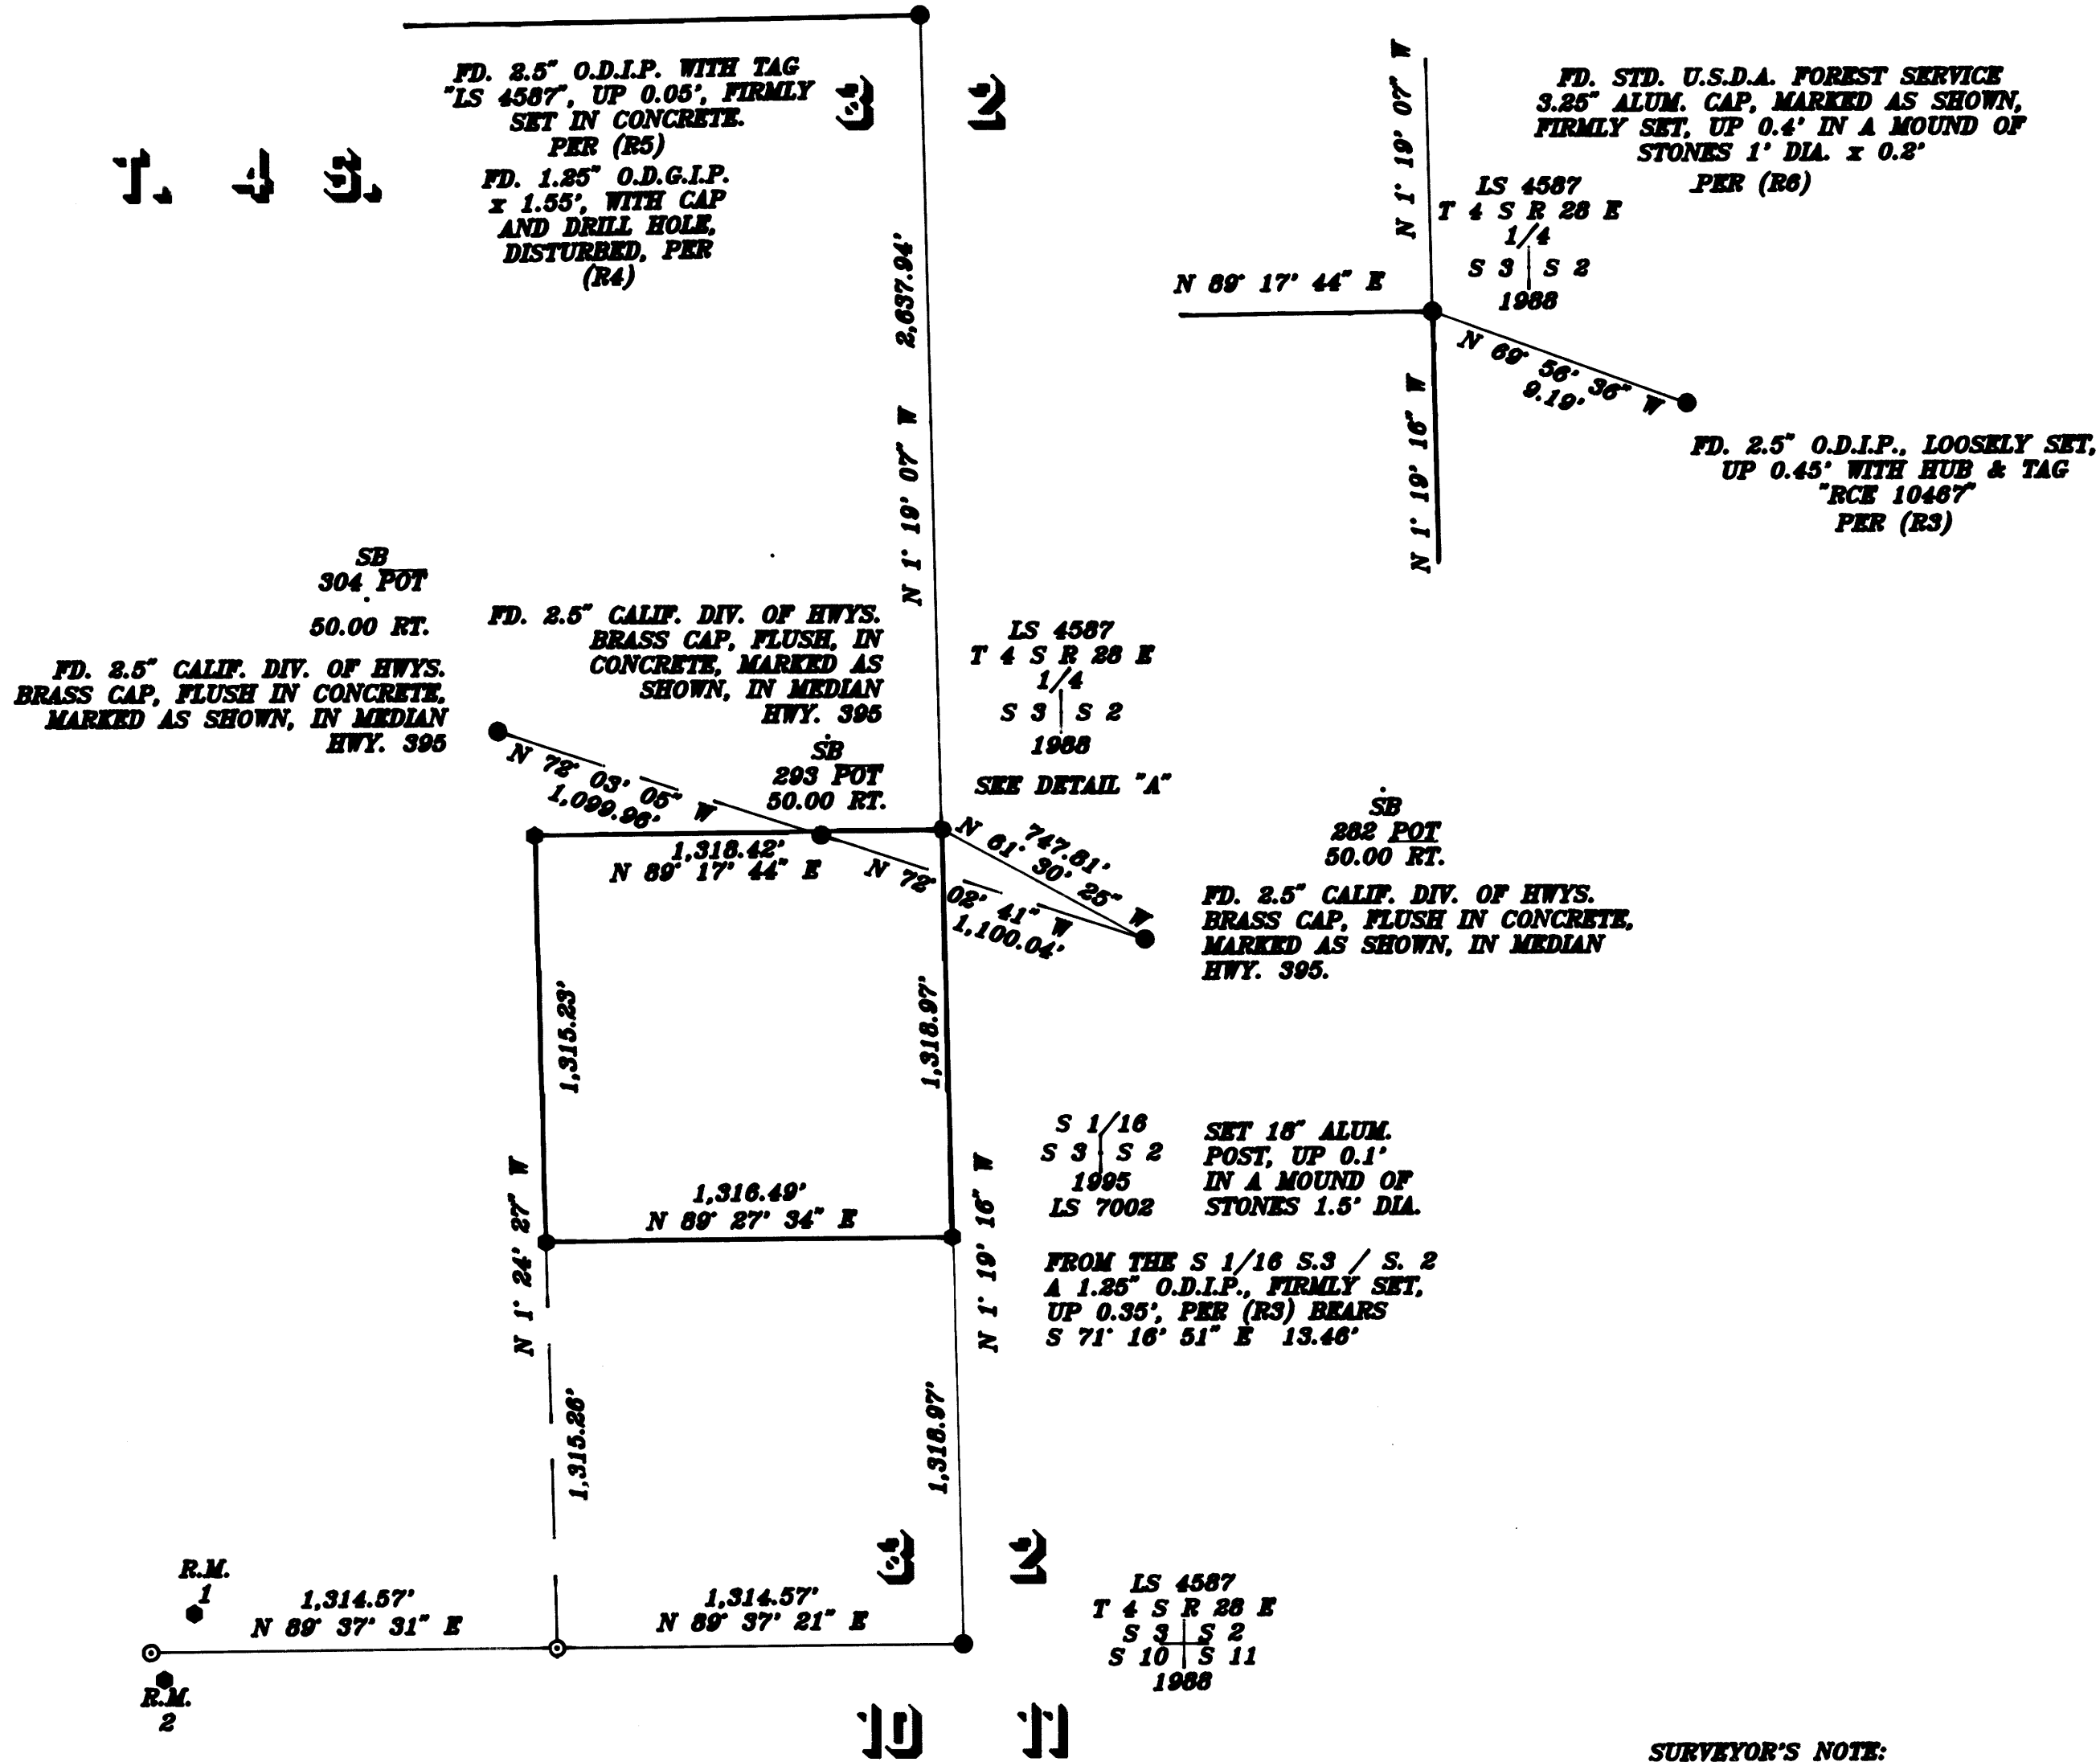 FD. 2.5" O.D.I.P. WITH TAG
"LS 4587", UP 0.05', FIRMLY
SET IN CONCRETE.
PER (R5)
FD. 1.25" O.D.G.I.P.
x 1.55', WITH CAP
AND DRILL HOLE,
DISTURBED, PER
(R4)
3 2
T. 4 S.
2,637.94'
N 1° 19' 07" W
N 1° 19' 07" W
FD. STD. U.S.D.A. FOREST SERVICE
3.25" ALUM. CAP, MARKED AS SHOWN,
FIRMLY SET, UP 0.4' IN A MOUND OF
STONES 1' DIA. x 0.2'
PER (R6)
LS 4587
T 4 S R 28 E
1/4
S 3 S 2
1988
N 89° 17' 44" E
N 69° 56' 36" W
9.19'
N 1° 19' 16" W
FD. 2.5" O.D.I.P., LOOSELY SET,
UP 0.45' WITH HUB & TAG
"RCE 10467"
PER (R3)
SB
304 POT
50.00 RT.
FD. 2.5" CALIF. DIV. OF HWYS.
BRASS CAP, FLUSH IN CONCRETE,
MARKED AS SHOWN, IN MEDIAN
HWY. 395
FD. 2.5" CALIF. DIV. OF HWYS.
BRASS CAP, FLUSH, IN
CONCRETE, MARKED AS
SHOWN, IN MEDIAN
HWY. 395
SB
293 POT
50.00 RT.
LS 4587
T 4 S R 28 E
1/4
S 3 S 2
1988
SEE DETAIL "A"
N 72° 03' 05" W
1,099.96'
1,318.42'
N 89° 17' 44" E
747.81'
N 61° 30' 25" W
N 72° 02' 41" W
1,100.04'
SB
282 POT
50.00 RT.
FD. 2.5" CALIF. DIV. OF HWYS.
BRASS CAP, FLUSH IN CONCRETE,
MARKED AS SHOWN, IN MEDIAN
HWY. 395.
1,315.23'
1,318.97'
S 1/16
S 3 S 2
1995
LS 7002
SET 18" ALUM.
POST, UP 0.1'
IN A MOUND OF
STONES 1.5' DIA.
1,316.49'
N 89° 27' 34" E
N 1° 24' 27" W
N 1° 19' 16" W
FROM THE S 1/16 S.3 / S. 2
A 1.25" O.D.I.P., FIRMLY SET,
UP 0.35', PER (R3) BEARS
S 71° 16' 51" E 13.46'
1,315.26'
1,318.97'
3 2
R.M.
1
1,314.57'
N 89° 37' 31" E
1,314.57'
N 89° 37' 21" E
R.M.
2
LS 4587
T 4 S R 28 E
S 3 S 2
S 10 S 11
1988
10 11
SURVEYOR'S NOTE: